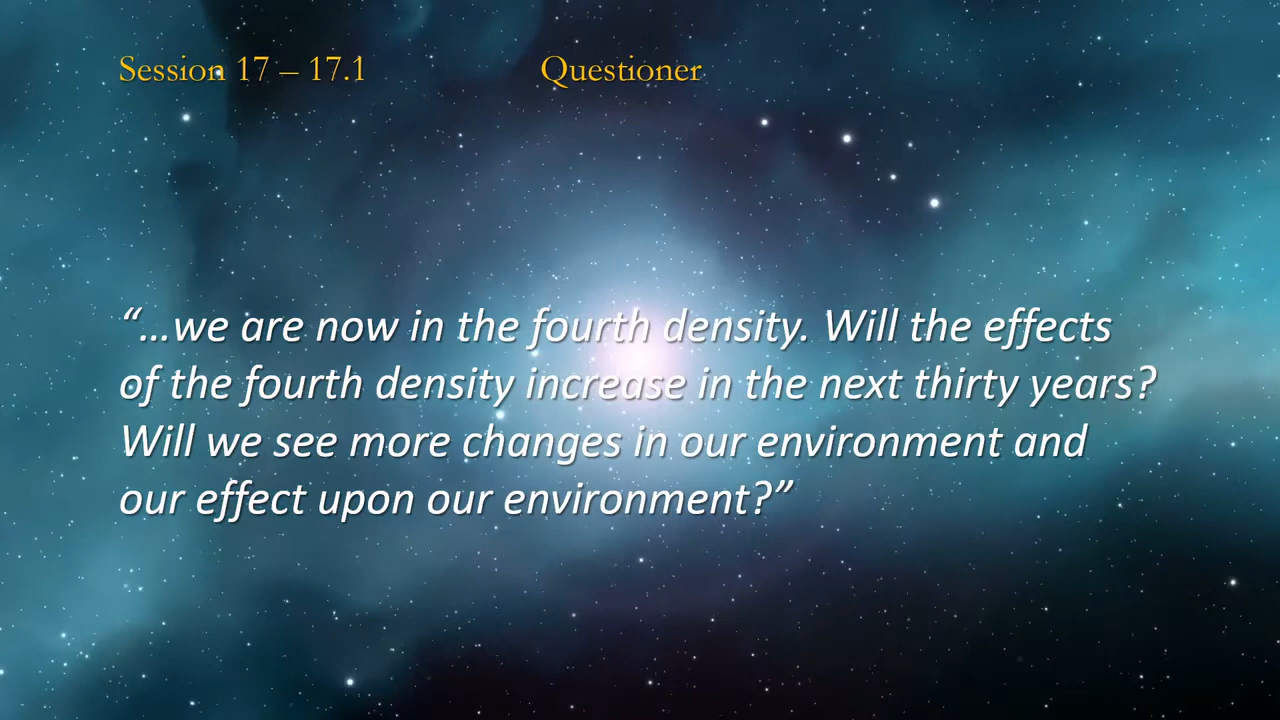 Session 17 – 17.1 Questioner
“…we are now in the fourth density. Will the effects
of the fourth density increase in the next thirty years?
Will we see more changes in our environment and
our effect upon our environment?”